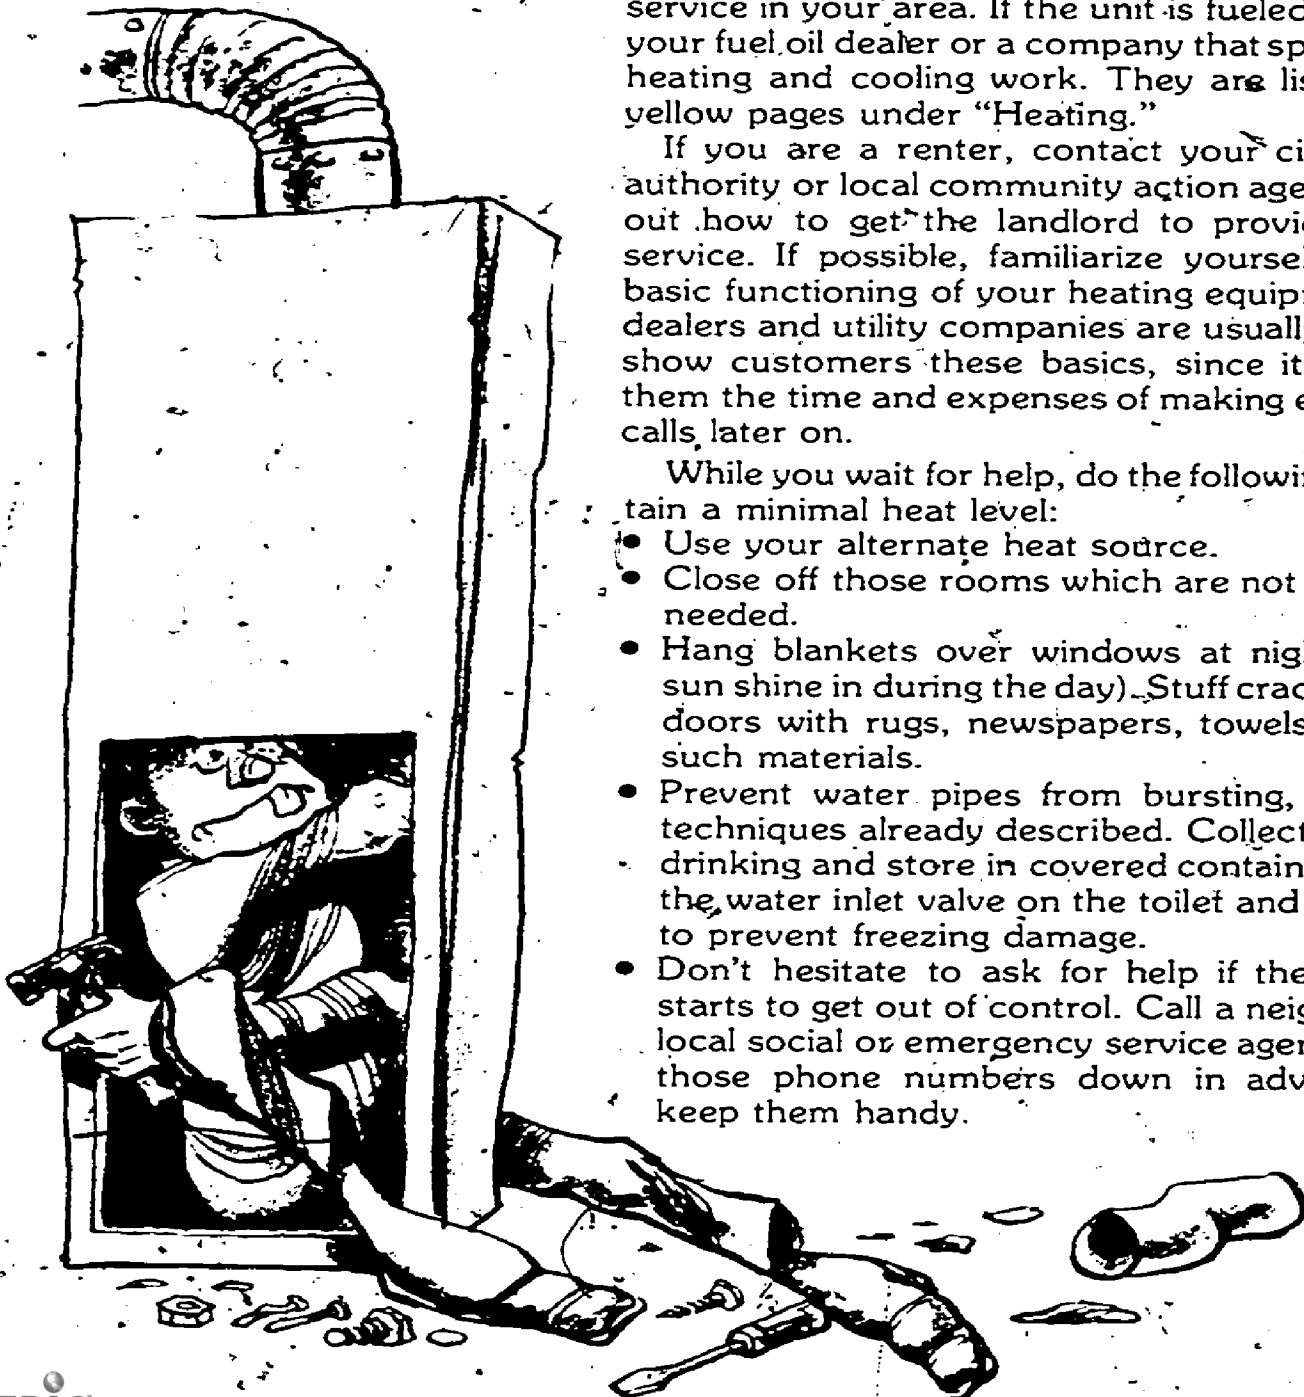 service in your area. If the unit is fueled
your fuel oil dealer or a company that sp
heating and cooling work. They are lis
yellow pages under “Heating.”
If you are a renter, contact your ci
authority or local community action age
out how to get the landlord to provi
service. If possible, familiarize yourse
basic functioning of your heating equip
dealers and utility companies are usuall
show customers these basics, since it
them the time and expenses of making e
calls later on.
While you wait for help, do the followi
tain a minimal heat level:
• Use your alternate heat source.
• Close off those rooms which are not
needed.
• Hang blankets over windows at nig
sun shine in during the day). Stuff crac
doors with rugs, newspapers, towels
such materials.
• Prevent water pipes from bursting,
techniques already described. Collect
drinking and store in covered contain
the water inlet valve on the toilet and
to prevent freezing damage.
• Don't hesitate to ask for help if the
starts to get out of control. Call a neig
local social or emergency service agen
those phone numbers down in adv
keep them handy.